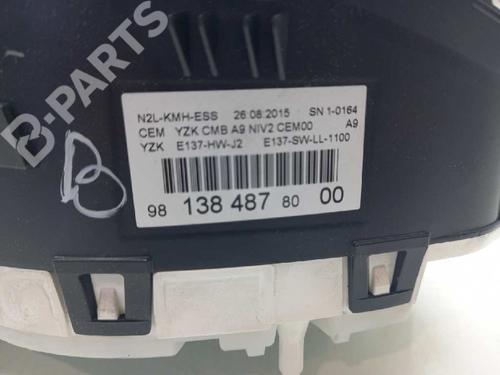 B-PARTS
N2L-KMH-ESS 26:08:2015 SN 1-0164
CEM YZK CMB A9 NIV2 CEM00 A9
YZK E137-HW-J2 E137-SW-LL-1100
98 138 487 80 00
B